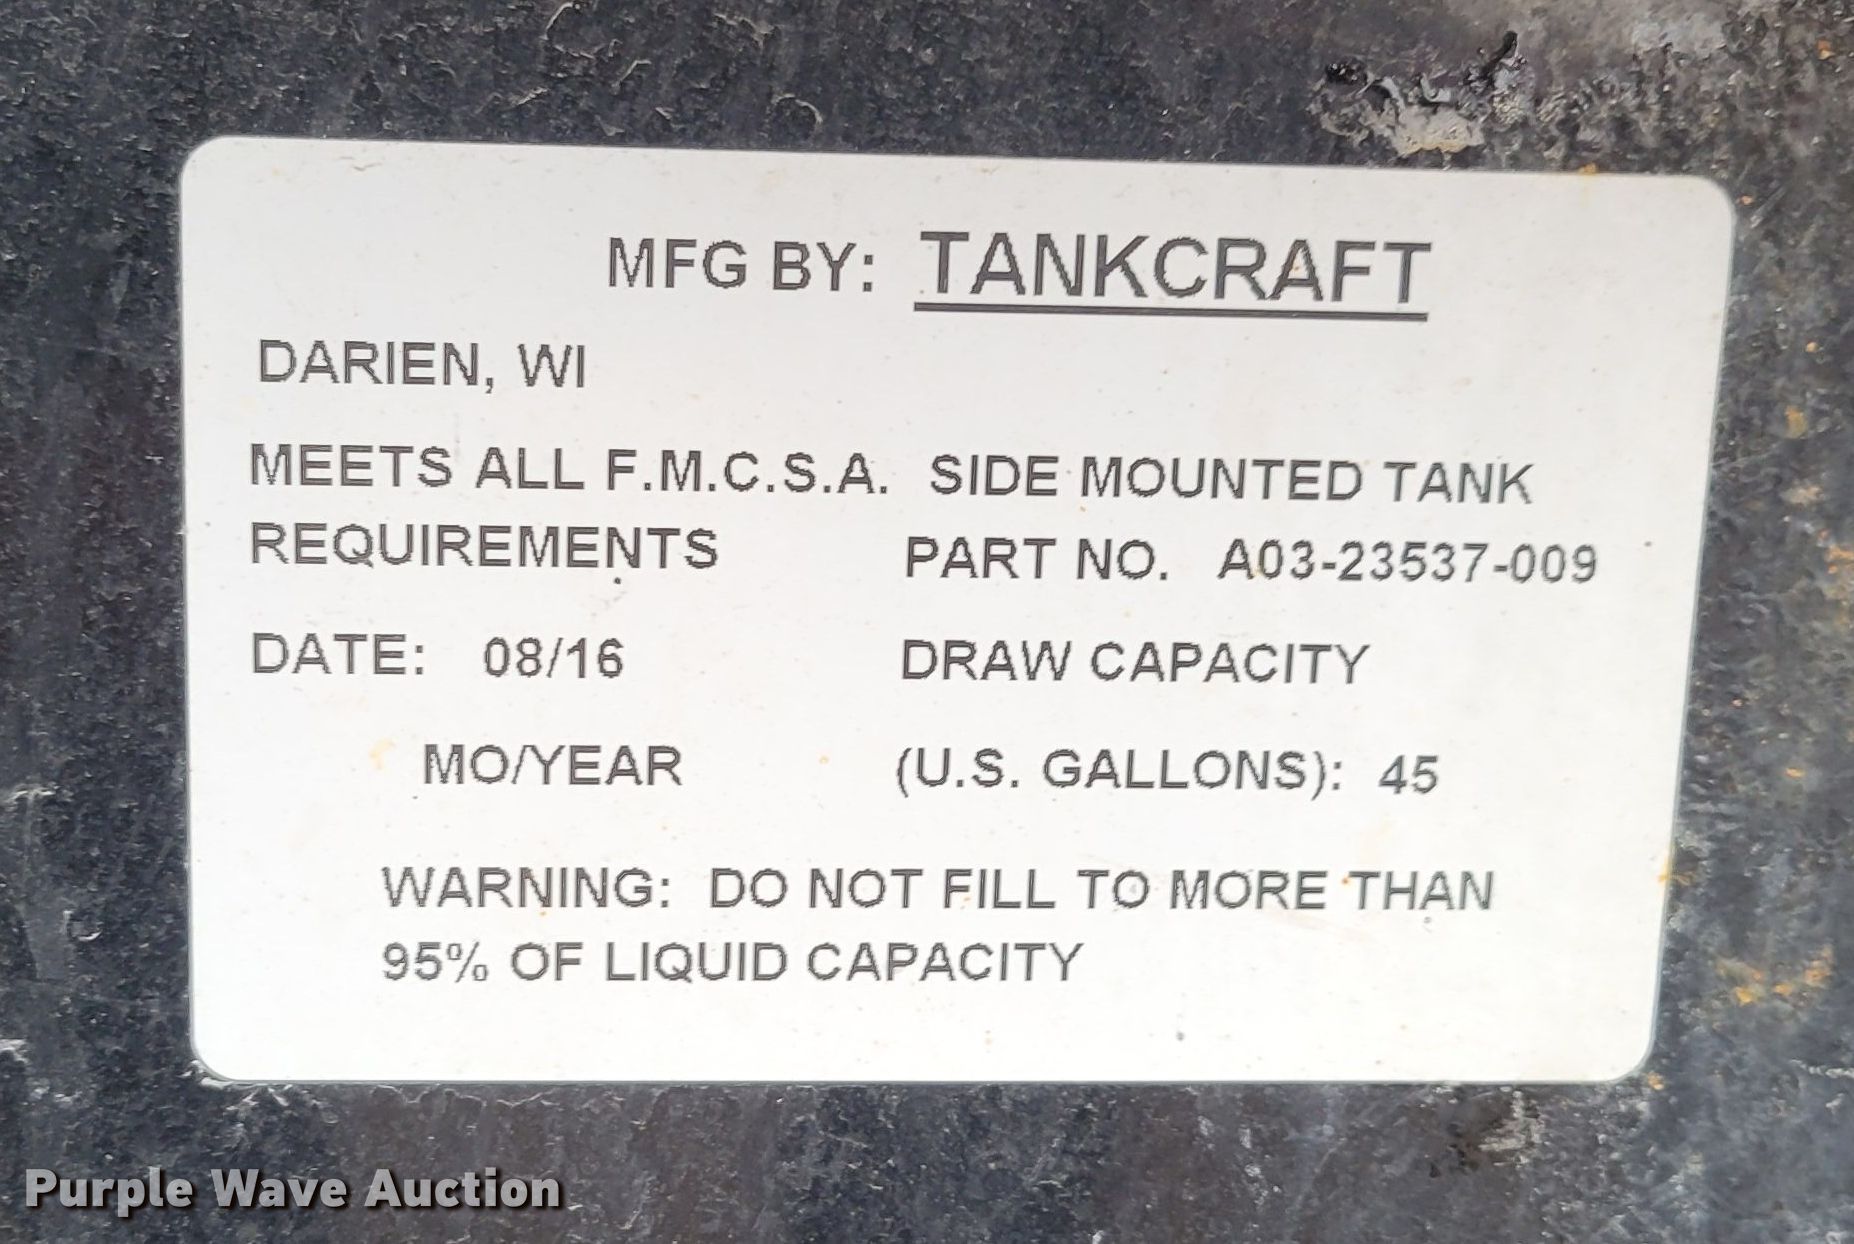 MFG BY: TANKCRAFT
DARIEN, WI
MEETS ALL F.M.C.S.A. SIDE MOUNTED TANK
REQUIREMENTS PART NO. A03-23537-009
DATE: 08/16 DRAW CAPACITY
MO/YEAR (U.S. GALLONS): 45
WARNING: DO NOT FILL TO MORE THAN
95% OF LIQUID CAPACITY
Purple Wave Auction